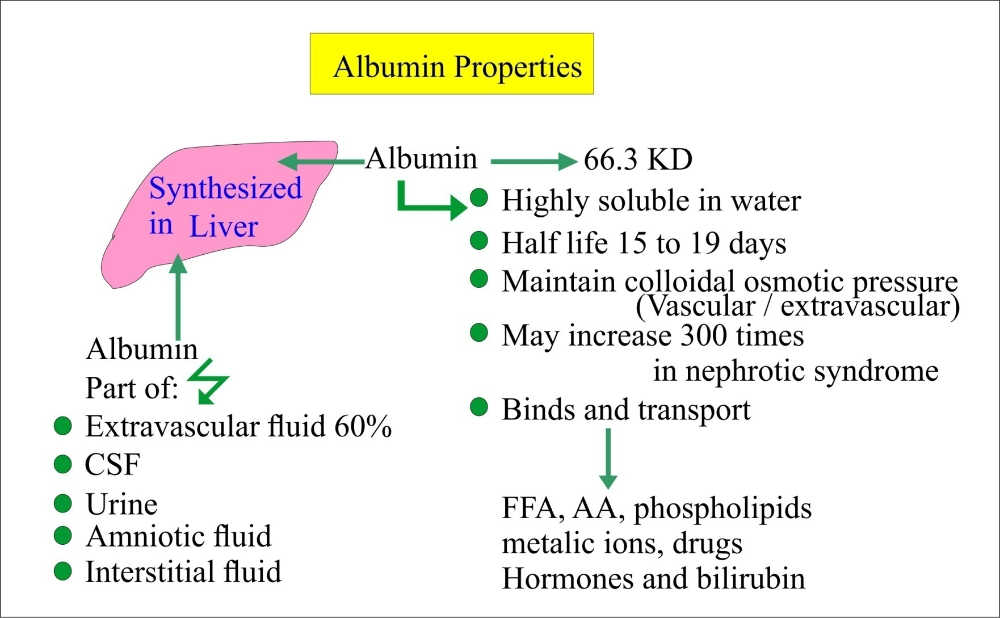 Albumin Properties
Albumin
66.3 KD
Synthesized
in Liver
Highly soluble in water
Half life 15 to 19 days
Maintain colloidal osmotic pressure
(Vascular / extravascular)
May increase 300 times
in nephrotic syndrome
Binds and transport
FFA, AA, phospholipids
metalic ions, drugs
Hormones and bilirubin
Albumin
Part of:
Extravascular fluid 60%
CSF
Urine
Amniotic fluid
Interstitial fluid